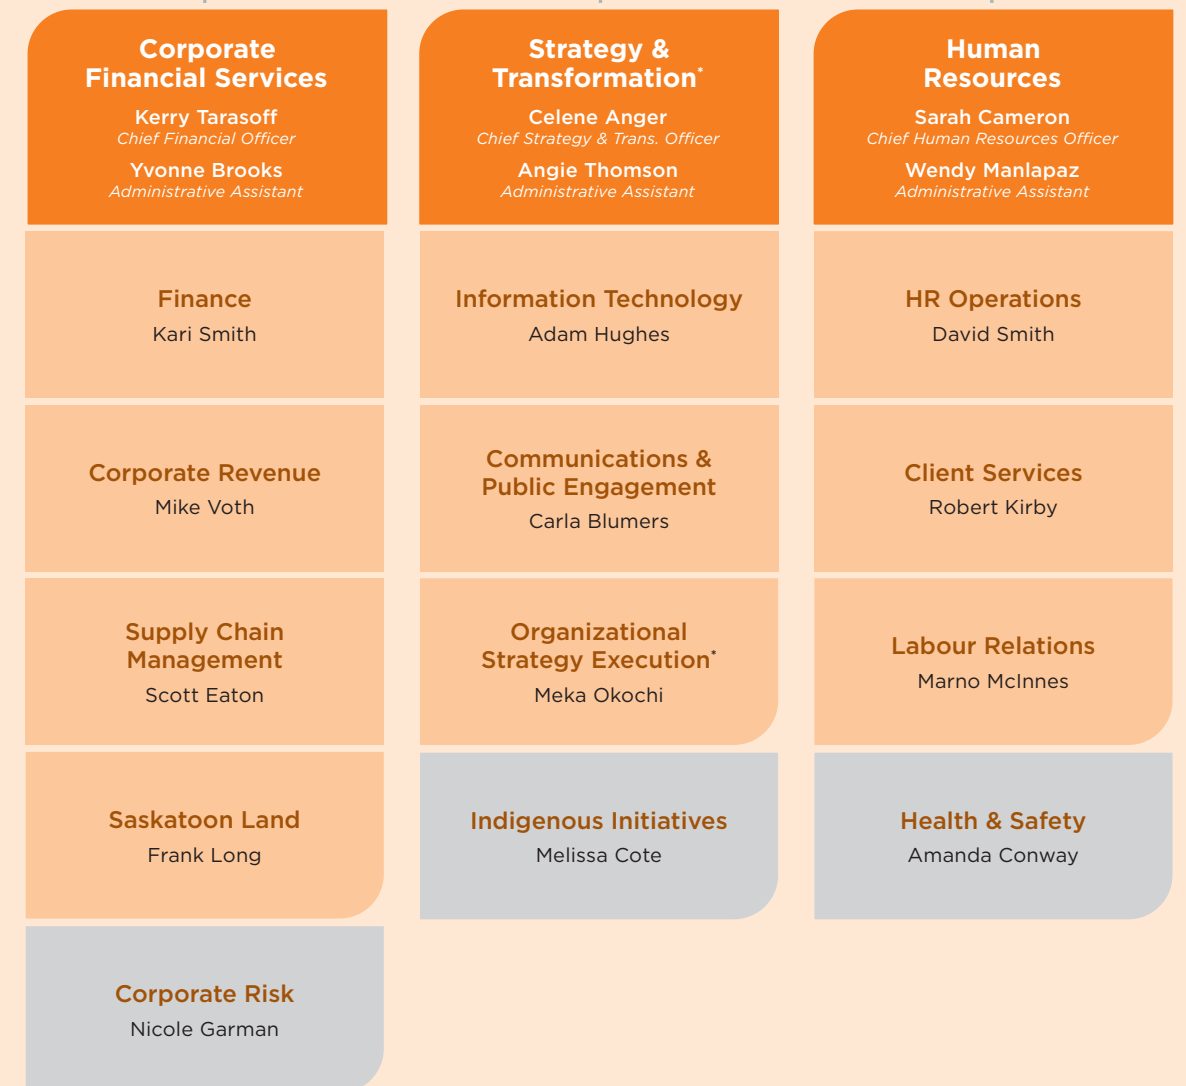 Corporate
Financial Services
Kerry Tarasoff
Chief Financial Officer
Yvonne Brooks
Administrative Assistant
Finance
Kari Smith
Corporate Revenue
Mike Voth
Supply Chain
Management
Scott Eaton
Saskatoon Land
Frank Long
Corporate Risk
Nicole Garman
Strategy &
Transformation*
Celene Anger
Chief Strategy & Trans. Officer
Angie Thomson
Administrative Assistant
Information Technology
Adam Hughes
Communications &
Public Engagement
Carla Blumers
Organizational
Strategy Execution*
Meka Okochi
Indigenous Initiatives
Melissa Cote
Human
Resources
Sarah Cameron
Chief Human Resources Officer
Wendy Manlapaz
Administrative Assistant
HR Operations
David Smith
Client Services
Robert Kirby
Labour Relations
Marno McInnes
Health & Safety
Amanda Conway